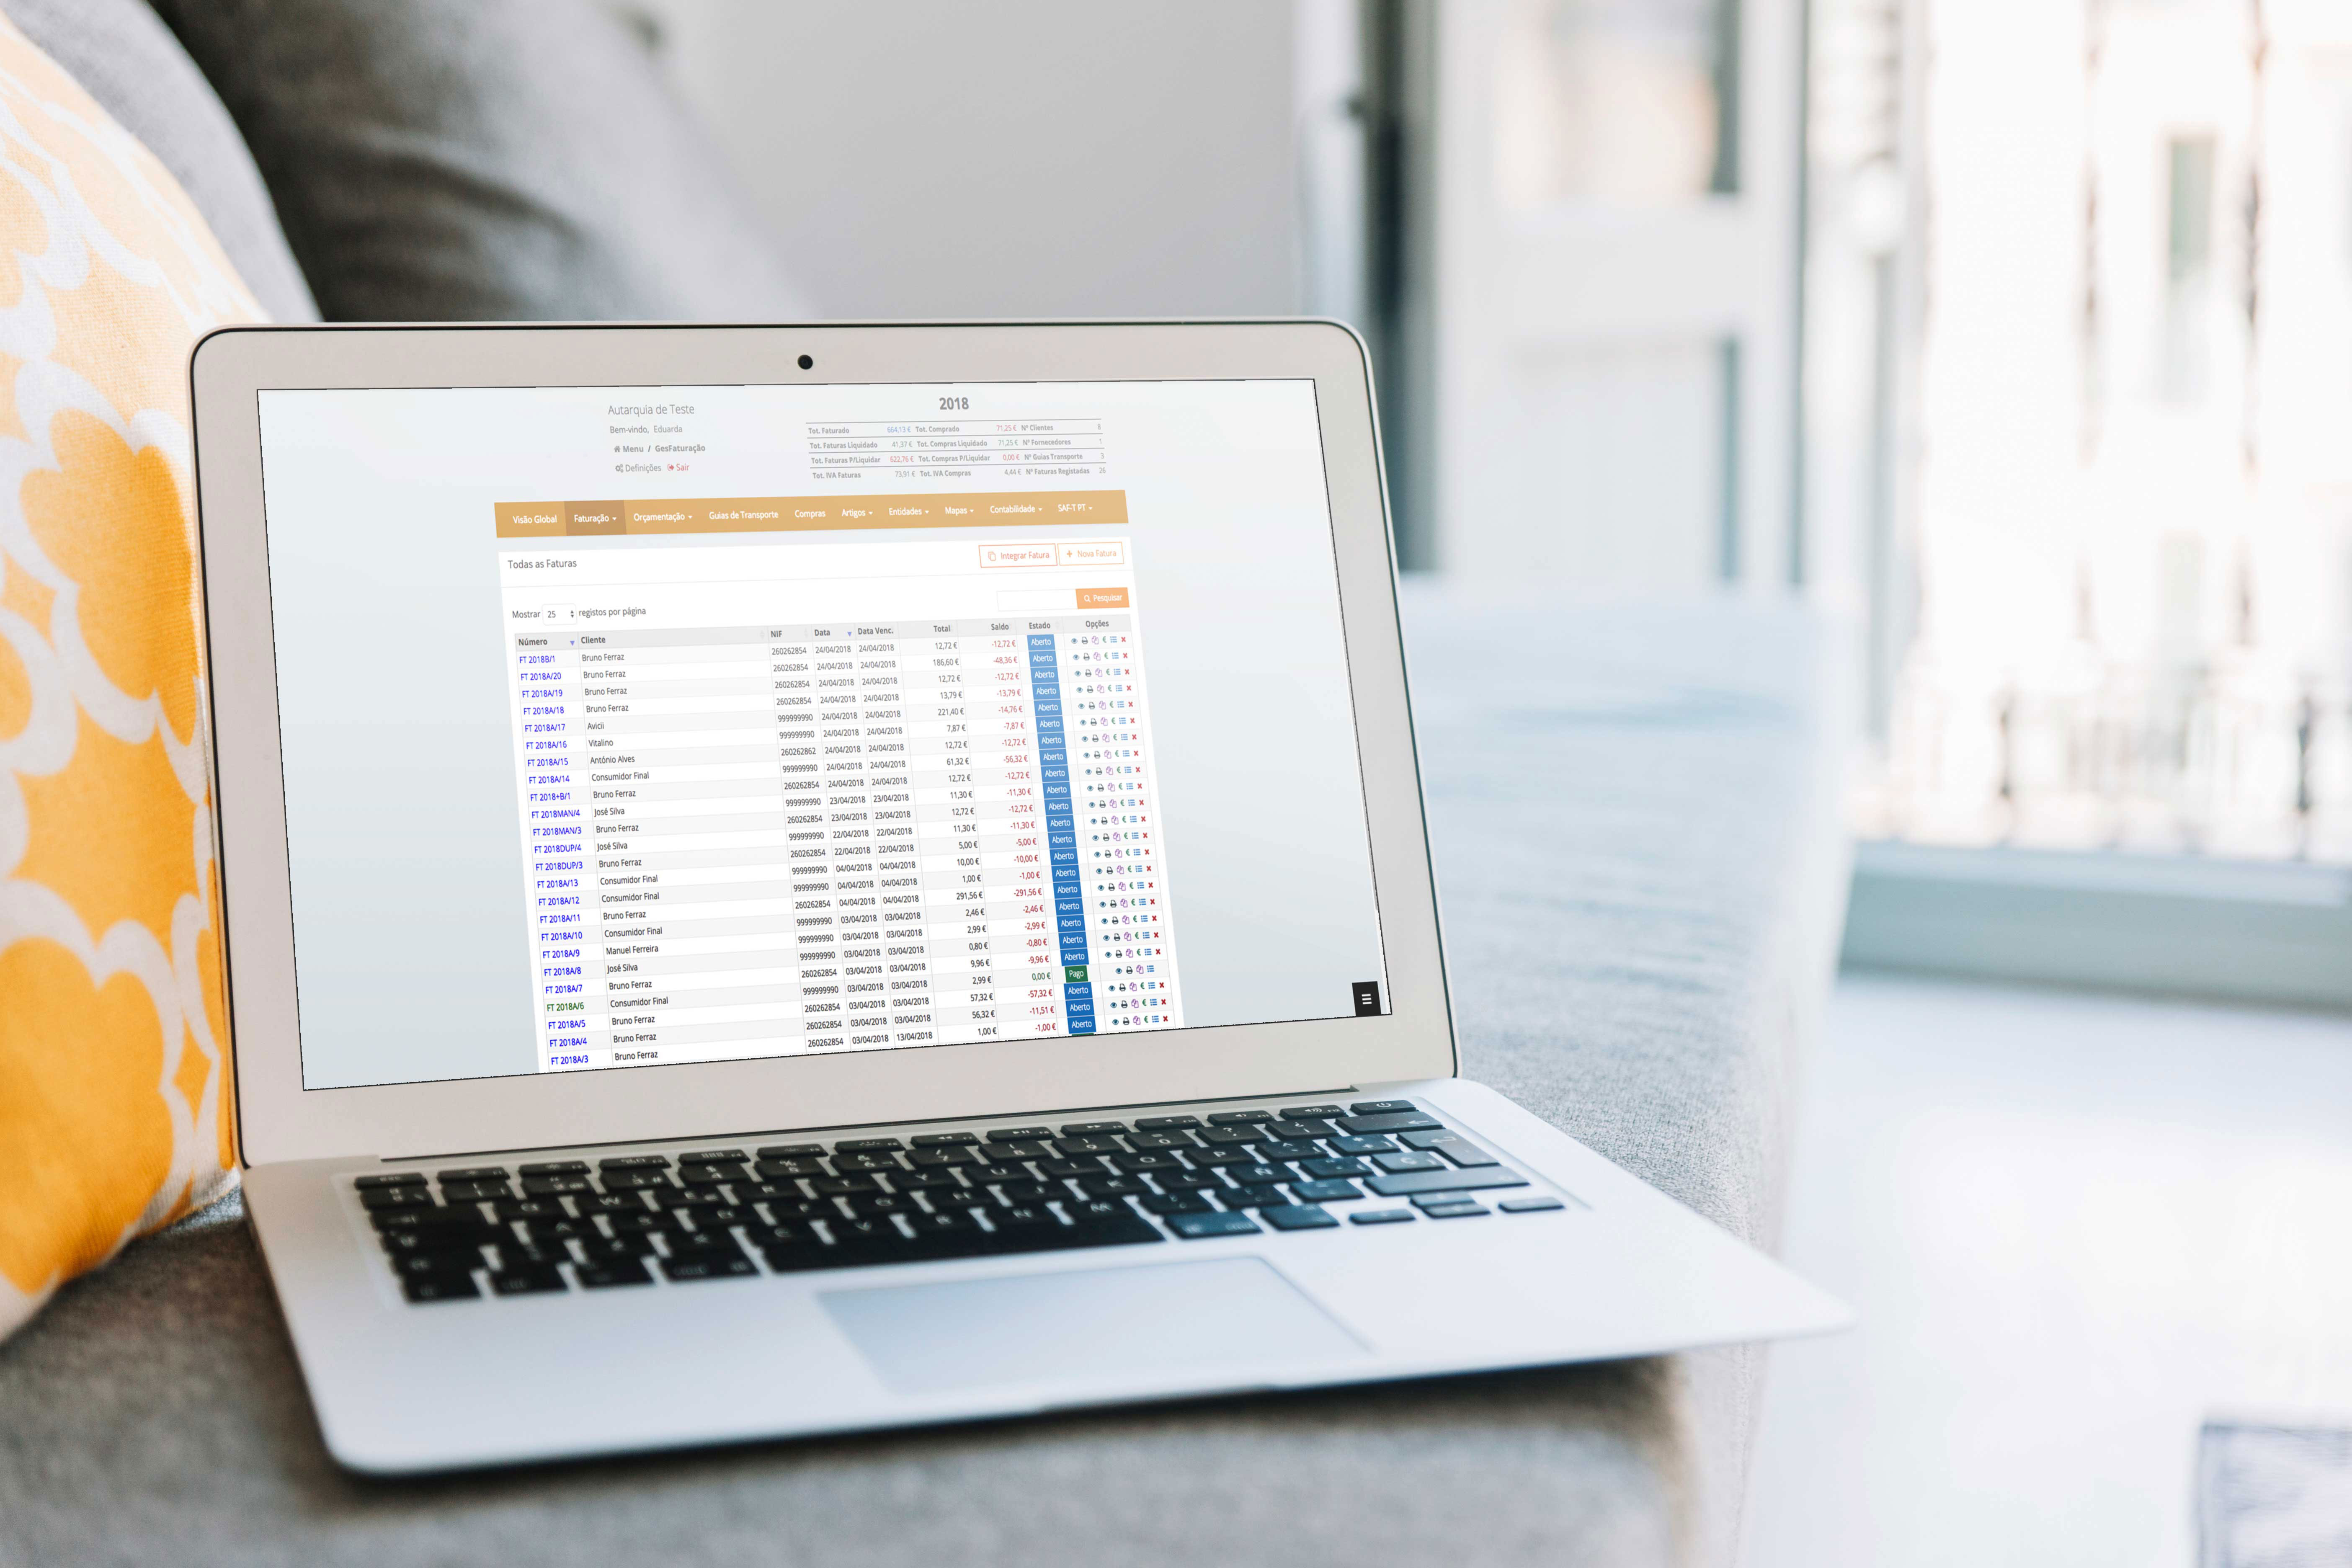 Autarquia de Teste
Bem-vindo, Eduarda
Menu / GesFaturação
Definições Sair
2018
Tot. Faturado 664,13 € Tot. Comprado 71,25 € Nº Clientes 8
Tot. Faturas Liquidado 41,37 € Tot. Compras Liquidado 71,25 € Nº Fornecedores 1
Tot. Faturas P/Liquidar 622,76 € Tot. Compras P/Liquidar 0,00 € Nº Guias Transporte 3
Tot. IVA Faturas 73,91 € Tot. IVA Compras 4,44 € Nº Faturas Registadas 26
Visão Global Faturação Orçamentação Guias de Transporte Compras Artigos Entidades Mapas Contabilidade SAF-T PT
Todas as Faturas Integrar Fatura + Nova Fatura
Mostrar 25 registos por página Pesquisar
Número Cliente NIF Data Data Venc. Total Saldo Estado Opções
FT 2018B/1 Bruno Ferraz 260262854 24/04/2018 24/04/2018 12,72 € -12,72 € Aberto
FT 2018A/20 Bruno Ferraz 260262854 24/04/2018 24/04/2018 186,60 € -48,36 € Aberto
FT 2018A/19 Bruno Ferraz 260262854 24/04/2018 24/04/2018 12,72 € -12,72 € Aberto
FT 2018A/18 Bruno Ferraz 260262854 24/04/2018 24/04/2018 13,79 € -13,79 € Aberto
FT 2018A/17 Avicii 999999990 24/04/2018 24/04/2018 221,40 € -14,76 € Aberto
FT 2018A/16 Vitalino 999999990 24/04/2018 24/04/2018 7,87 € -7,87 € Aberto
FT 2018A/15 António Alves 260262862 24/04/2018 24/04/2018 12,72 € -12,72 € Aberto
FT 2018A/14 Consumidor Final 999999990 24/04/2018 24/04/2018 61,32 € -56,32 € Aberto
FT 2018+B/1 Bruno Ferraz 260262854 24/04/2018 24/04/2018 12,72 € -12,72 € Aberto
FT 2018MAN/4 José Silva 999999990 23/04/2018 23/04/2018 11,30 € -11,30 € Aberto
FT 2018MAN/3 Bruno Ferraz 260262854 23/04/2018 23/04/2018 12,72 € -12,72 € Aberto
FT 2018DUP/4 José Silva 999999990 22/04/2018 22/04/2018 11,30 € -11,30 € Aberto
FT 2018DUP/3 Bruno Ferraz 260262854 22/04/2018 22/04/2018 5,00 € -5,00 € Aberto
FT 2018A/13 Consumidor Final 999999990 04/04/2018 04/04/2018 10,00 € -10,00 € Aberto
FT 2018A/12 Consumidor Final 999999990 04/04/2018 04/04/2018 1,00 € -1,00 € Aberto
FT 2018A/11 Bruno Ferraz 260262854 04/04/2018 04/04/2018 291,56 € -291,56 € Aberto
FT 2018A/10 Consumidor Final 999999990 03/04/2018 03/04/2018 2,46 € -2,46 € Aberto
FT 2018A/9 Manuel Ferreira 999999990 03/04/2018 03/04/2018 2,99 € -2,99 € Aberto
FT 2018A/8 José Silva 999999990 03/04/2018 03/04/2018 0,80 € -0,80 € Aberto
FT 2018A/7 Bruno Ferraz 260262854 03/04/2018 03/04/2018 9,96 € -9,96 € Aberto
FT 2018A/6 Consumidor Final 999999990 03/04/2018 03/04/2018 2,99 € 0,00 € Pago
FT 2018A/5 Bruno Ferraz 260262854 03/04/2018 03/04/2018 57,32 € -57,32 € Aberto
FT 2018A/4 Bruno Ferraz 260262854 03/04/2018 03/04/2018 56,32 € -11,51 € Aberto
FT 2018A/3 Bruno Ferraz 260262854 03/04/2018 13/04/2018 1,00 € -1,00 € Aberto